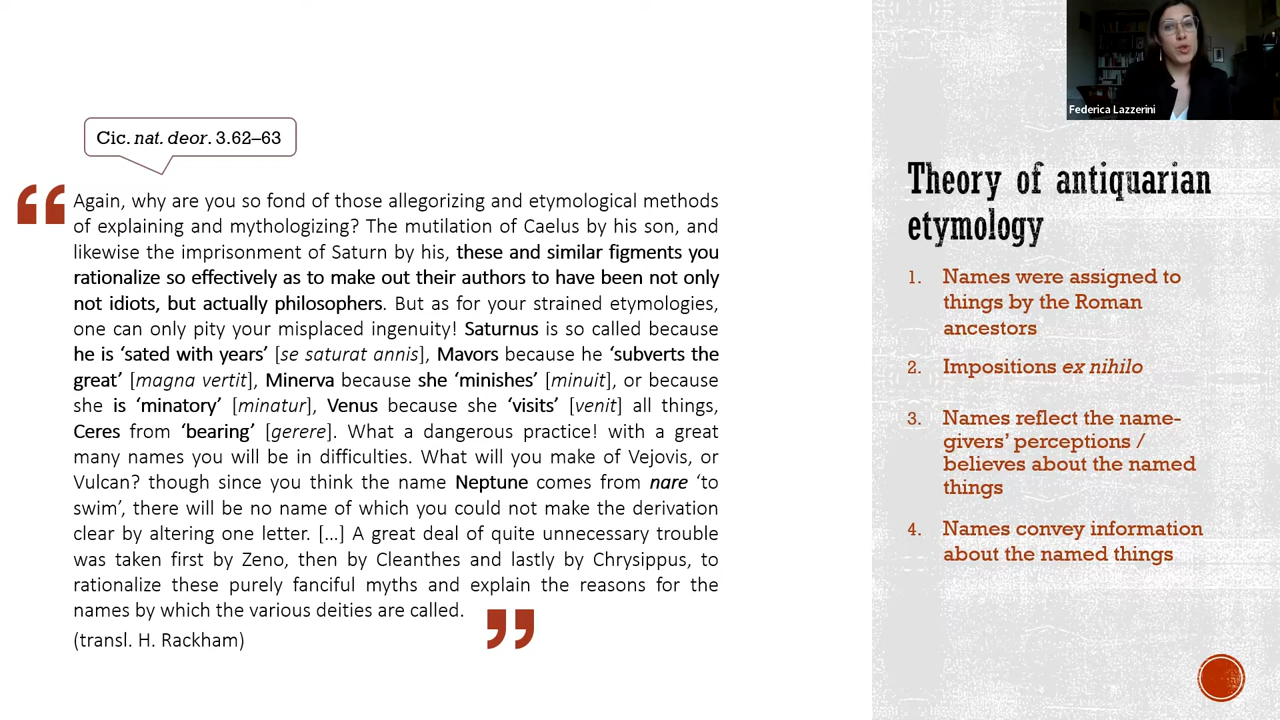 Federica Lazzerini
Cic. nat. deor. 3.62–63
Again, why are you so fond of those allegorizing and etymological methods
of explaining and mythologizing? The mutilation of Caelus by his son, and
likewise the imprisonment of Saturn by his, these and similar figments you
rationalize so effectively as to make out their authors to have been not only
not idiots, but actually philosophers. But as for your strained etymologies,
one can only pity your misplaced ingenuity! Saturnus is so called because
he is ‘sated with years’ [se saturat annis], Mavors because he ‘subverts the
great’ [magna vertit], Minerva because she ‘minishes’ [minuit], or because
she is ‘minatory’ [minatur], Venus because she ‘visits’ [venit] all things,
Ceres from ‘bearing’ [gerere]. What a dangerous practice! with a great
many names you will be in difficulties. What will you make of Vejovis, or
Vulcan? though since you think the name Neptune comes from nare ‘to
swim’, there will be no name of which you could not make the derivation
clear by altering one letter. [...] A great deal of quite unnecessary trouble
was taken first by Zeno, then by Cleanthes and lastly by Chrysippus, to
rationalize these purely fanciful myths and explain the reasons for the
names by which the various deities are called.
(transl. H. Rackham)
Theory of antiquarian
etymology
1. Names were assigned to
things by the Roman
ancestors
2. Impositions ex nihilo
3. Names reflect the name-
givers’ perceptions /
believes about the named
things
4. Names convey information
about the named things